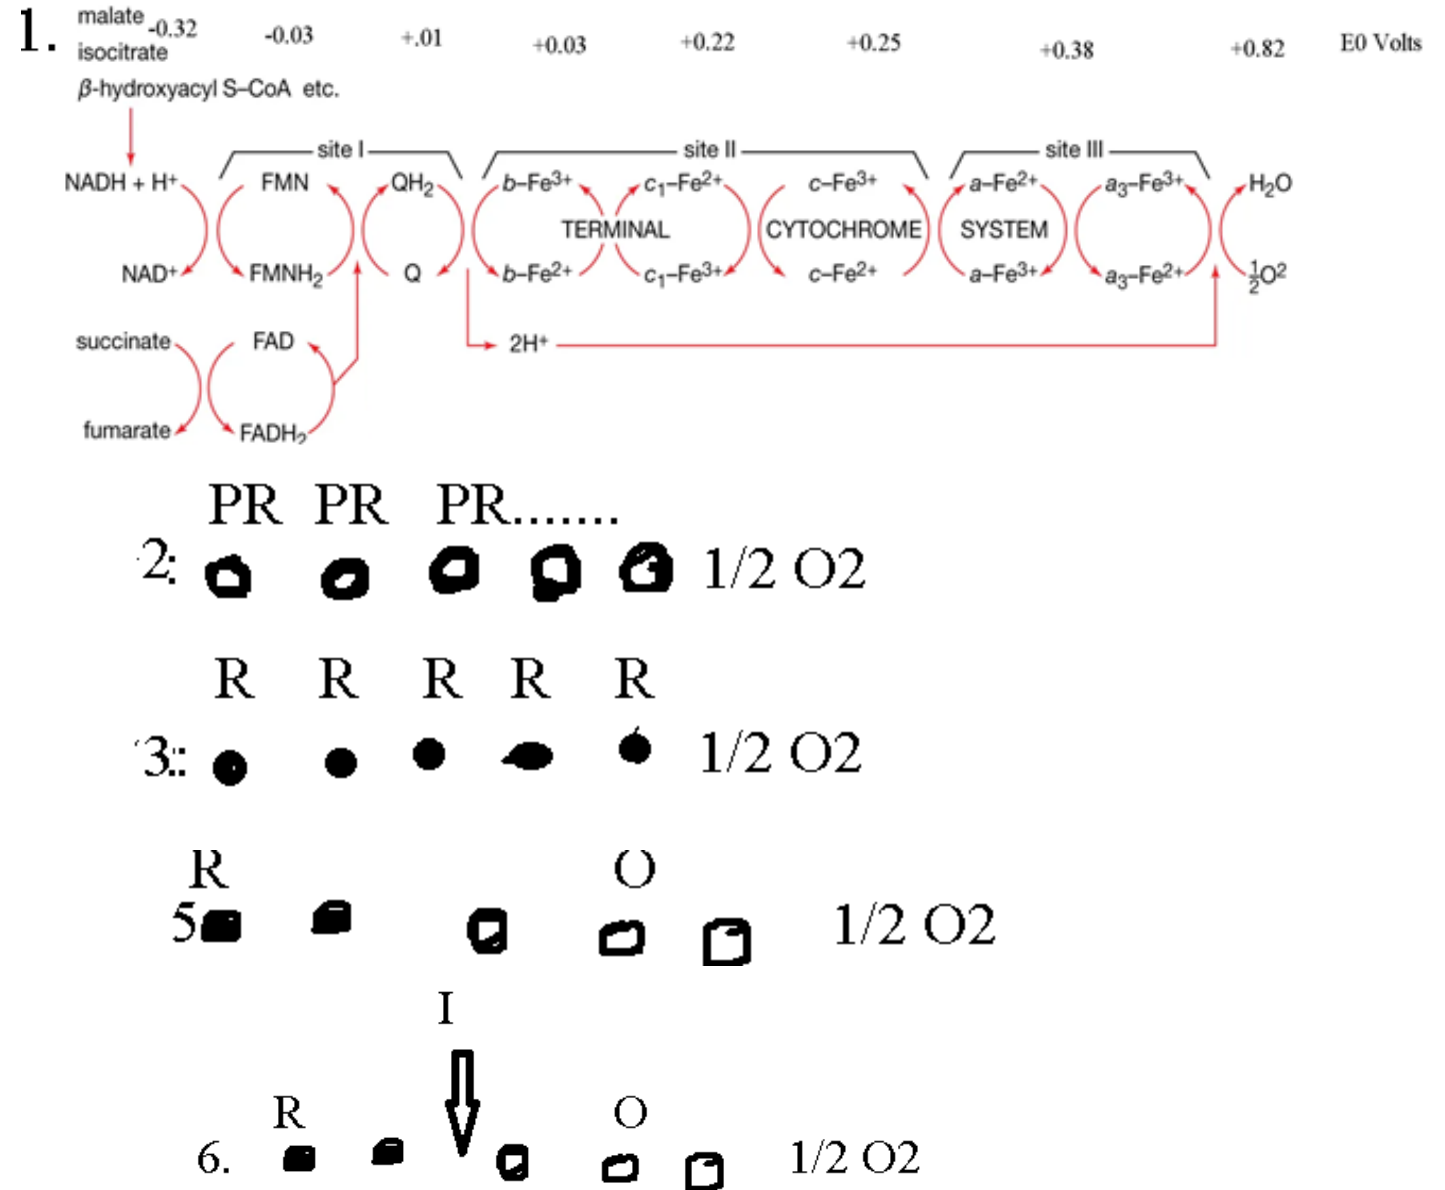 1.
malate -0.32 -0.03 +.01 +0.03 +0.22 +0.25 +0.38 +0.82 E0 Volts
isocitrate
β-hydroxyacyl S–CoA etc.
site I site II site III
NADH + H⁺ FMN QH₂ b–Fe³⁺ c₁–Fe²⁺ c–Fe³⁺ a–Fe²⁺ a₃–Fe³⁺ H₂O
TERMINAL CYTOCHROME SYSTEM
NAD⁺ FMNH₂ Q b–Fe²⁺ c₁–Fe³⁺ c–Fe²⁺ a–Fe³⁺ a₃–Fe²⁺ ½O²
succinate FAD 2H⁺
fumarate FADH₂
PR PR PR.......
2: 1/2 O2
R R R R R
3:: 1/2 O2
R O
5 1/2 O2
I
R O
6. 1/2 O2